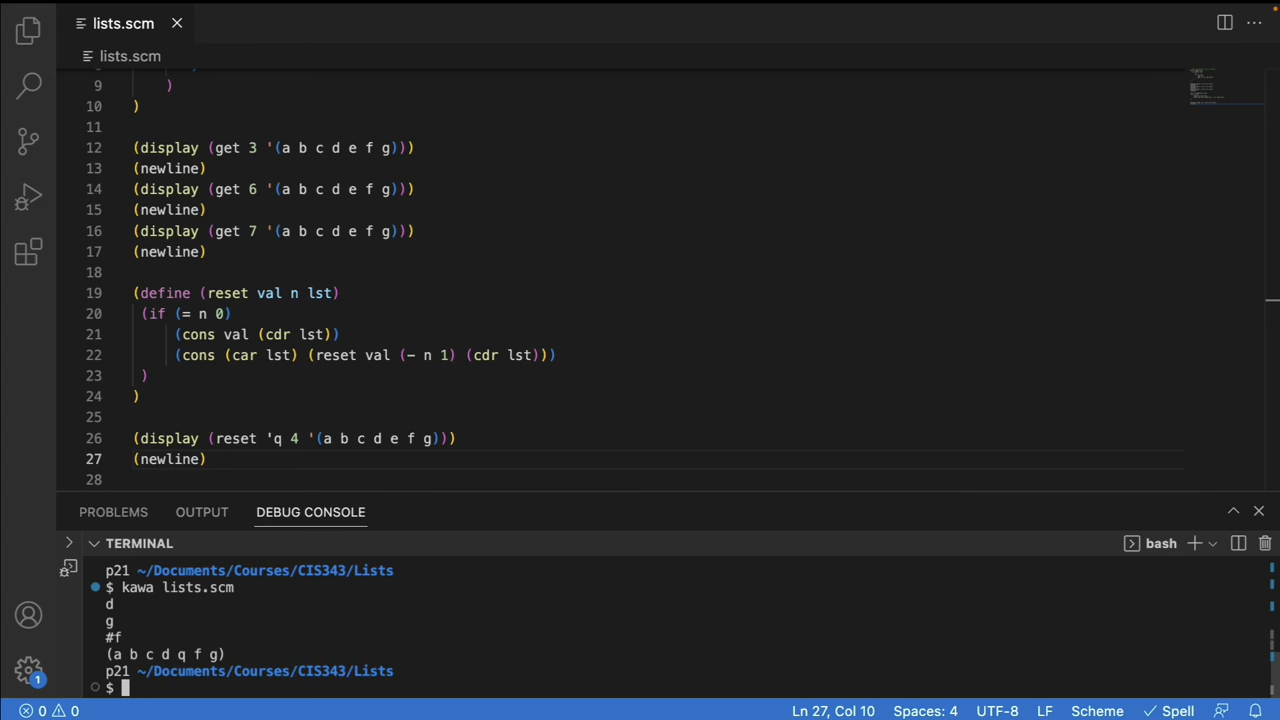 lists.scm
lists.scm
9 )
10 )
11
12 (display (get 3 '(a b c d e f g)))
13 (newline)
14 (display (get 6 '(a b c d e f g)))
15 (newline)
16 (display (get 7 '(a b c d e f g)))
17 (newline)
18
19 (define (reset val n lst)
20 (if (= n 0)
21 (cons val (cdr lst))
22 (cons (car lst) (reset val (- n 1) (cdr lst)))
23 )
24 )
25
26 (display (reset 'q 4 '(a b c d e f g)))
27 (newline)
28
PROBLEMS OUTPUT DEBUG CONSOLE
TERMINAL bash
p21 ~/Documents/Courses/CIS343/Lists
$ kawa lists.scm
d
g
#f
(a b c d q f g)
p21 ~/Documents/Courses/CIS343/Lists
$
1
0 0 Ln 27, Col 10 Spaces: 4 UTF-8 LF Scheme Spell